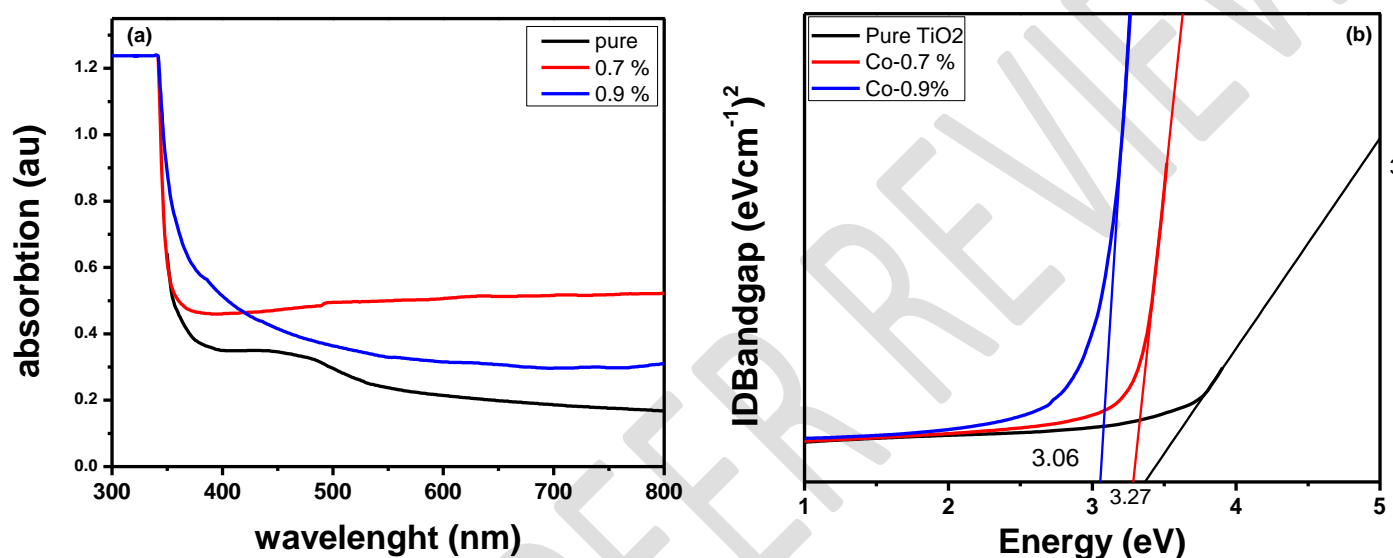 (a)
pure
0.7 %
0.9 %
absorbtion (au)
1.2
1.0
0.8
0.6
0.4
0.2
0.0
300 400 500 600 700 800
wavelenght (nm)
(b)
Pure TiO2
Co-0.7 %
Co-0.9%
IDBandgap (eVcm-1)2
3
3.06
3.27
1 2 3 4 5
Energy (eV)
PEER REVIEW